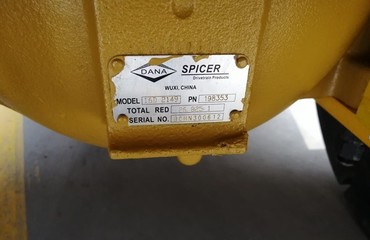 DANA SPICER
Drivetrain Products
WUXI, CHINA
MODEL PN 198353
TOTAL RED
SERIAL NO.